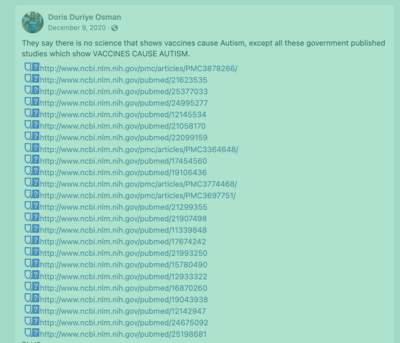 Doris Duriye Osman
December 9, 2020 ·
They say there is no science that shows vaccines cause Autism, except all these government published
studies which show VACCINES CAUSE AUTISM.
http://www.ncbi.nlm.nih.gov/pmc/articles/PMC3878266/
http://www.ncbi.nlm.nih.gov/pubmed/21623535
http://www.ncbi.nlm.nih.gov/pubmed/25377033
http://www.ncbi.nlm.nih.gov/pubmed/24995277
http://www.ncbi.nlm.nih.gov/pubmed/12145534
http://www.ncbi.nlm.nih.gov/pubmed/21058170
http://www.ncbi.nlm.nih.gov/pubmed/22099159
http://www.ncbi.nlm.nih.gov/pmc/articles/PMC3364648/
http://www.ncbi.nlm.nih.gov/pubmed/17454560
http://www.ncbi.nlm.nih.gov/pubmed/19106436
http://www.ncbi.nlm.nih.gov/pmc/articles/PMC3774468/
http://www.ncbi.nlm.nih.gov/pmc/articles/PMC3697751/
http://www.ncbi.nlm.nih.gov/pubmed/21299355
http://www.ncbi.nlm.nih.gov/pubmed/21907498
http://www.ncbi.nlm.nih.gov/pubmed/11339848
http://www.ncbi.nlm.nih.gov/pubmed/17674242
http://www.ncbi.nlm.nih.gov/pubmed/21993250
http://www.ncbi.nlm.nih.gov/pubmed/15780490
http://www.ncbi.nlm.nih.gov/pubmed/12933322
http://www.ncbi.nlm.nih.gov/pubmed/16870260
http://www.ncbi.nlm.nih.gov/pubmed/19043938
http://www.ncbi.nlm.nih.gov/pubmed/12142947
http://www.ncbi.nlm.nih.gov/pubmed/24675092
http://www.ncbi.nlm.nih.gov/pubmed/25198681